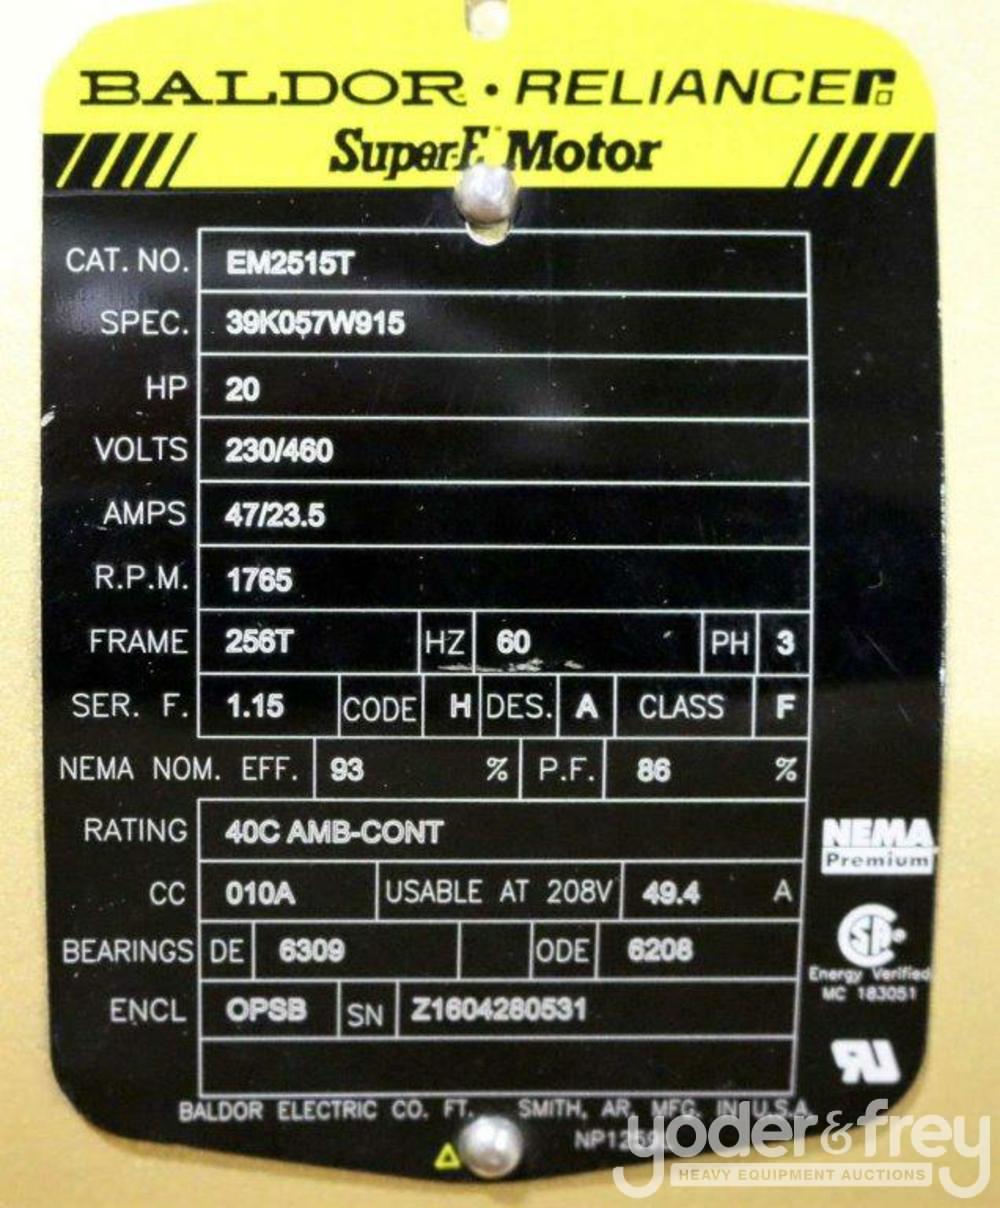 BALDOR · RELIANCE
Super-E Motor
CAT. NO. EM2515T
SPEC. 39K057W915
HP 20
VOLTS 230/460
AMPS 47/23.5
R.P.M. 1765
FRAME 256T HZ 60 PH 3
SER. F. 1.15 CODE H DES. A CLASS F
NEMA NOM. EFF. 93 % P.F. 86 %
RATING 40C AMB-CONT
NEMA
Premium
CC 010A USABLE AT 208V 49.4 A
BEARINGS DE 6309 ODE 6208
Energy Verified
MC 183051
ENCL OPSB SN Z1604280531
BALDOR ELECTRIC CO. FT. SMITH, AR. MFG. IN U.S.A.
yoder&frey
HEAVY EQUIPMENT AUCTIONS